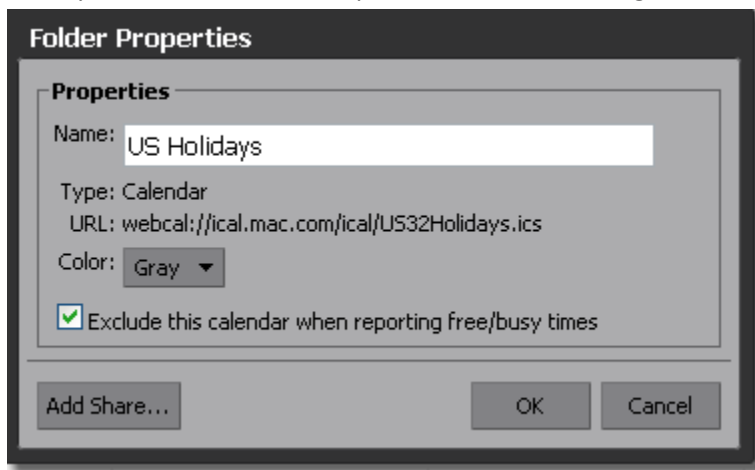 Folder Properties
Properties
Name: US Holidays
Type: Calendar
URL: webcal://ical.mac.com/ical/US32Holidays.ics
Color: Gray
Exclude this calendar when reporting free/busy times
Add Share... OK Cancel